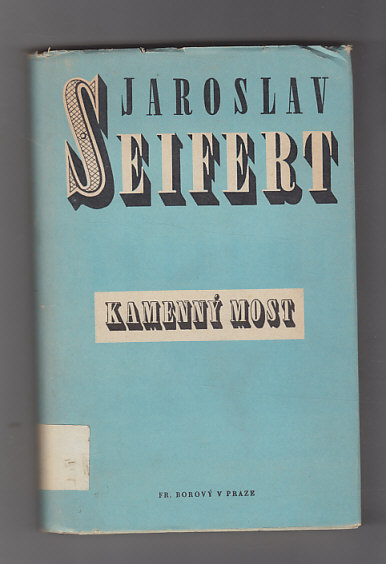 JAROSLAV
SEIFERT
KAMENNÝ MOST
FR. BOROVÝ V PRAZE